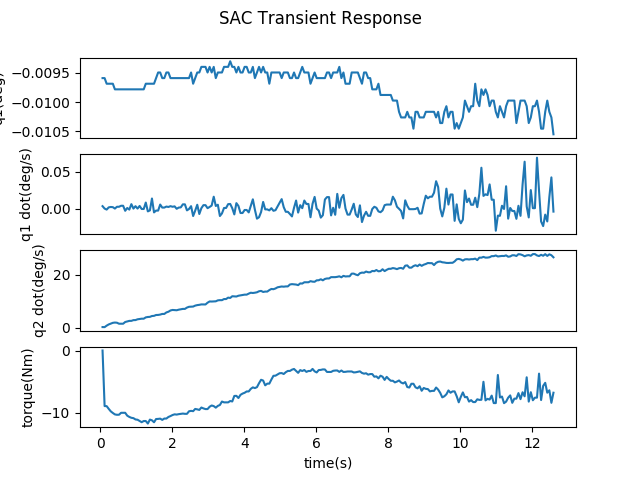 SAC Transient Response
−0.0095
−0.0100
−0.0105
0.05
0.00
q1 dot(deg/s)
20
0
q2 dot(deg/s)
0
−10
torque(Nm)
0 2 4 6 8 10 12
time(s)